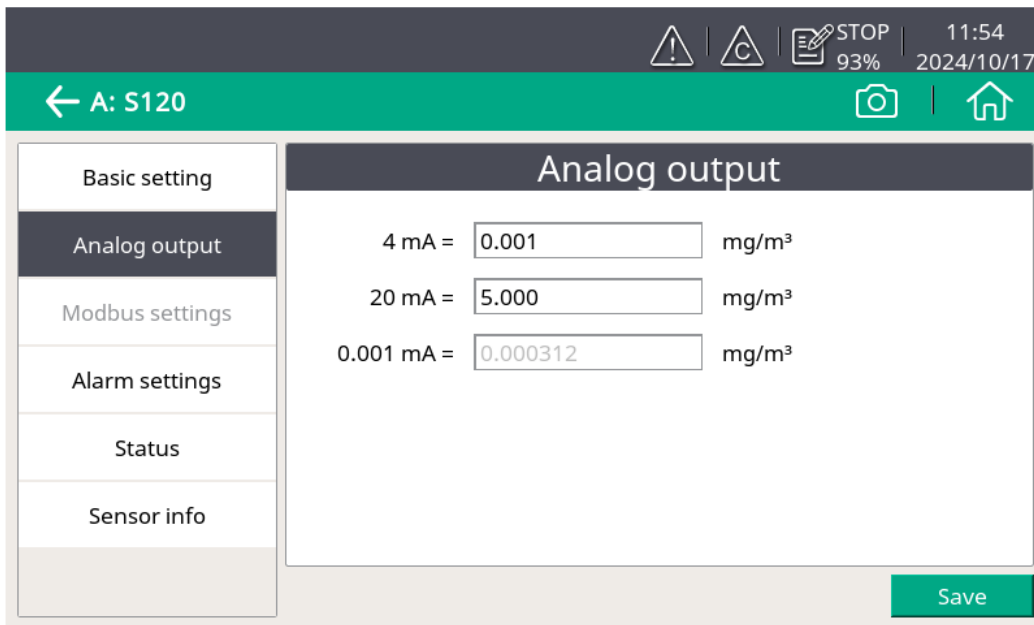 STOP 11:54
93% 2024/10/17
A: S120
Basic setting
Analog output
Modbus settings
Alarm settings
Status
Sensor info
Analog output
4 mA = 0.001 mg/m³
20 mA = 5.000 mg/m³
0.001 mA = 0.000312 mg/m³
Save